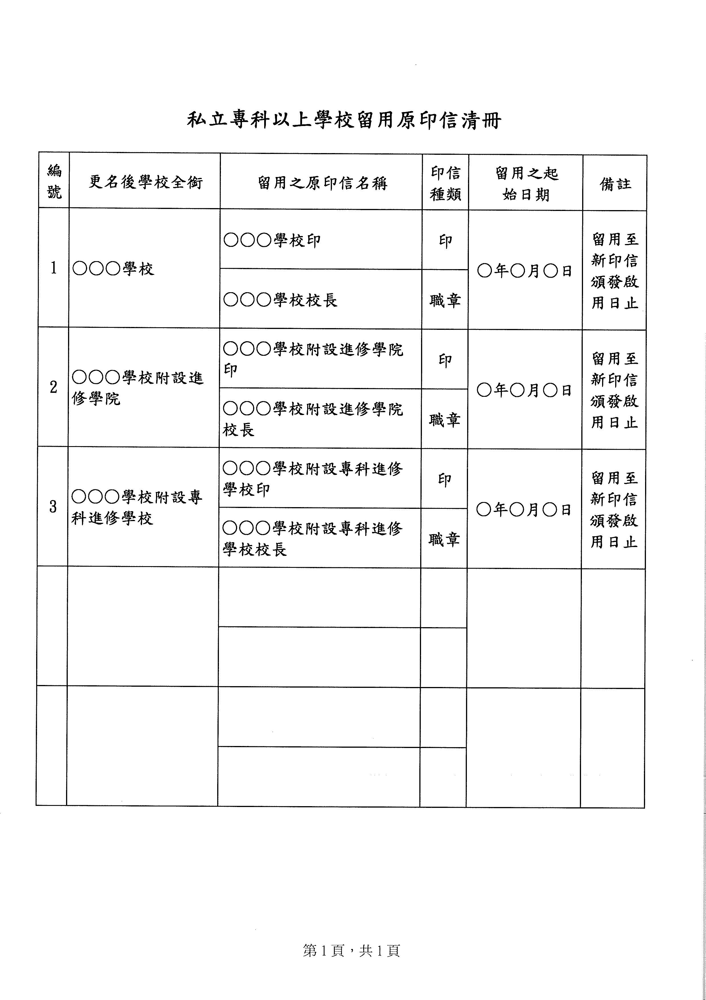 私立專科以上學校留用原印信清冊
編號
更名後學校全銜
留用之原印信名稱
印信
種類
留用之起
始日期
備註
1
○○○學校
○○○學校印
印
○○○學校校長
職章
○年○月○日
留用至
新印信
頒發啟
用日止
2
○○○學校附設進
修學院
○○○學校附設進修學院
印
印
○○○學校附設進修學院
校長
職章
○年○月○日
留用至
新印信
頒發啟
用日止
3
○○○學校附設專
科進修學校
○○○學校附設專科進修
學校印
印
○○○學校附設專科進修
學校校長
職章
○年○月○日
留用至
新印信
頒發啟
用日止
第1頁，共1頁